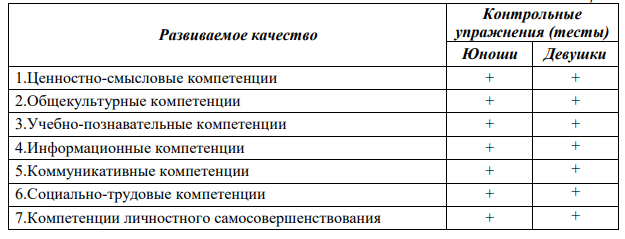 Развиваемое качество
Контрольные
упражнения (тесты)
Юноши Девушки
1.Ценностно-смысловые компетенции + +
2.Общекультурные компетенции + +
3.Учебно-познавательные компетенции + +
4.Информационные компетенции + +
5.Коммуникативные компетенции + +
6.Социально-трудовые компетенции + +
7.Компетенции личностного самосовершенствования + +